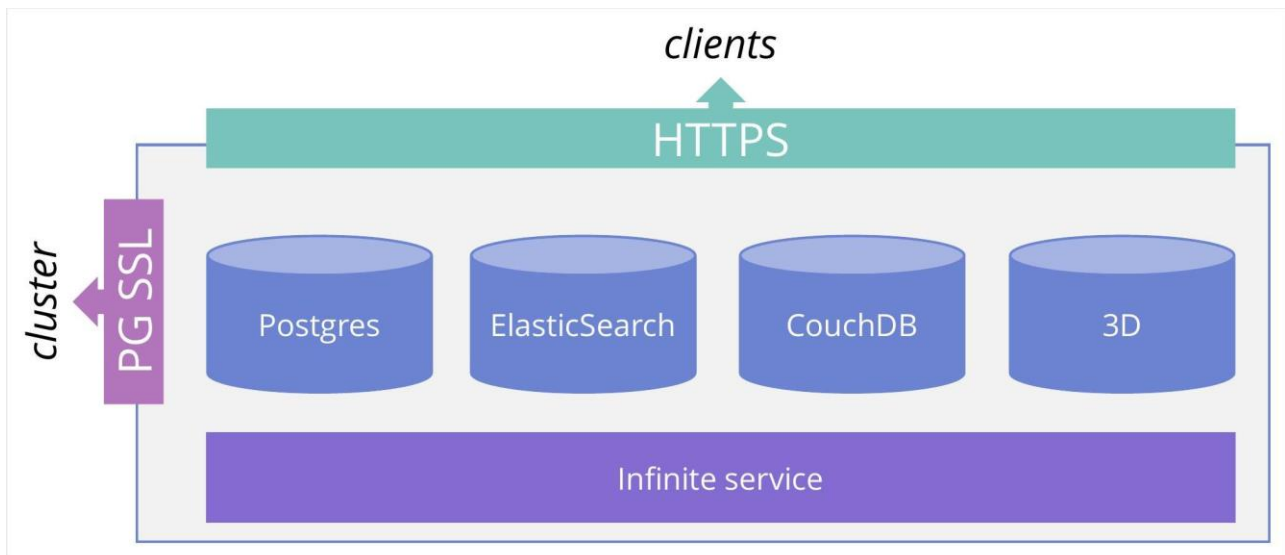 clients
HTTPS
cluster
PG SSL
Postgres
ElasticSearch
CouchDB
3D
Infinite service